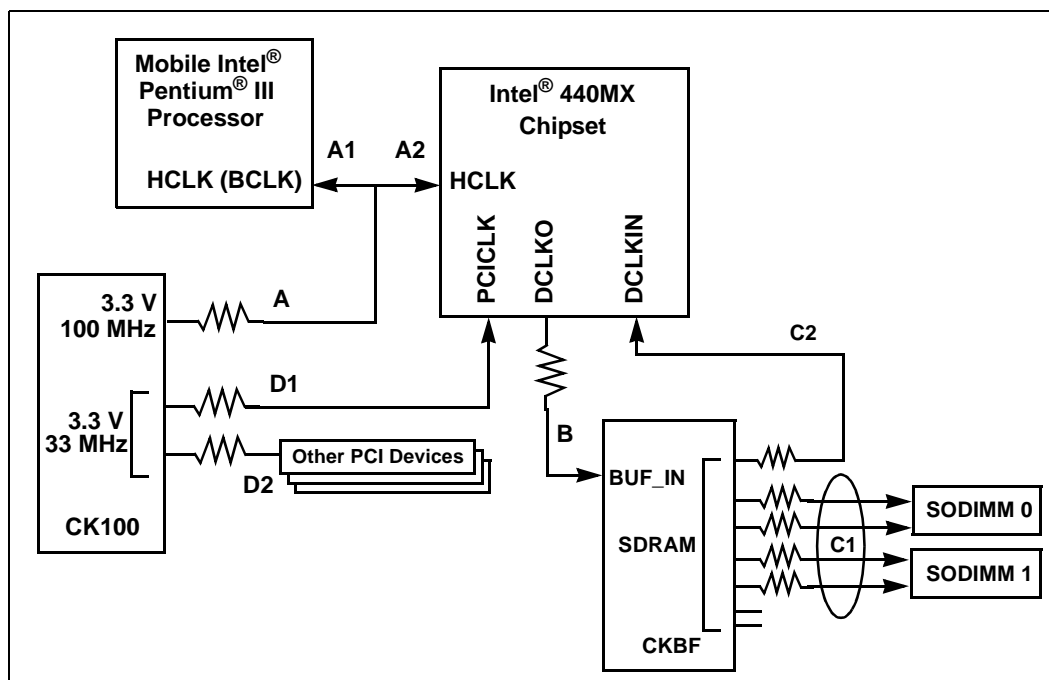 Mobile Intel®
Pentium® III
Processor
HCLK (BCLK)
A1
A2
Intel® 440MX
Chipset
HCLK
PCICLK
DCLKO
DCLKIN
3.3 V
100 MHz
A
3.3 V
33 MHz
CK100
D1
D2
Other PCI Devices
B
C2
BUF_IN
SDRAM
CKBF
C1
SODIMM 0
SODIMM 1